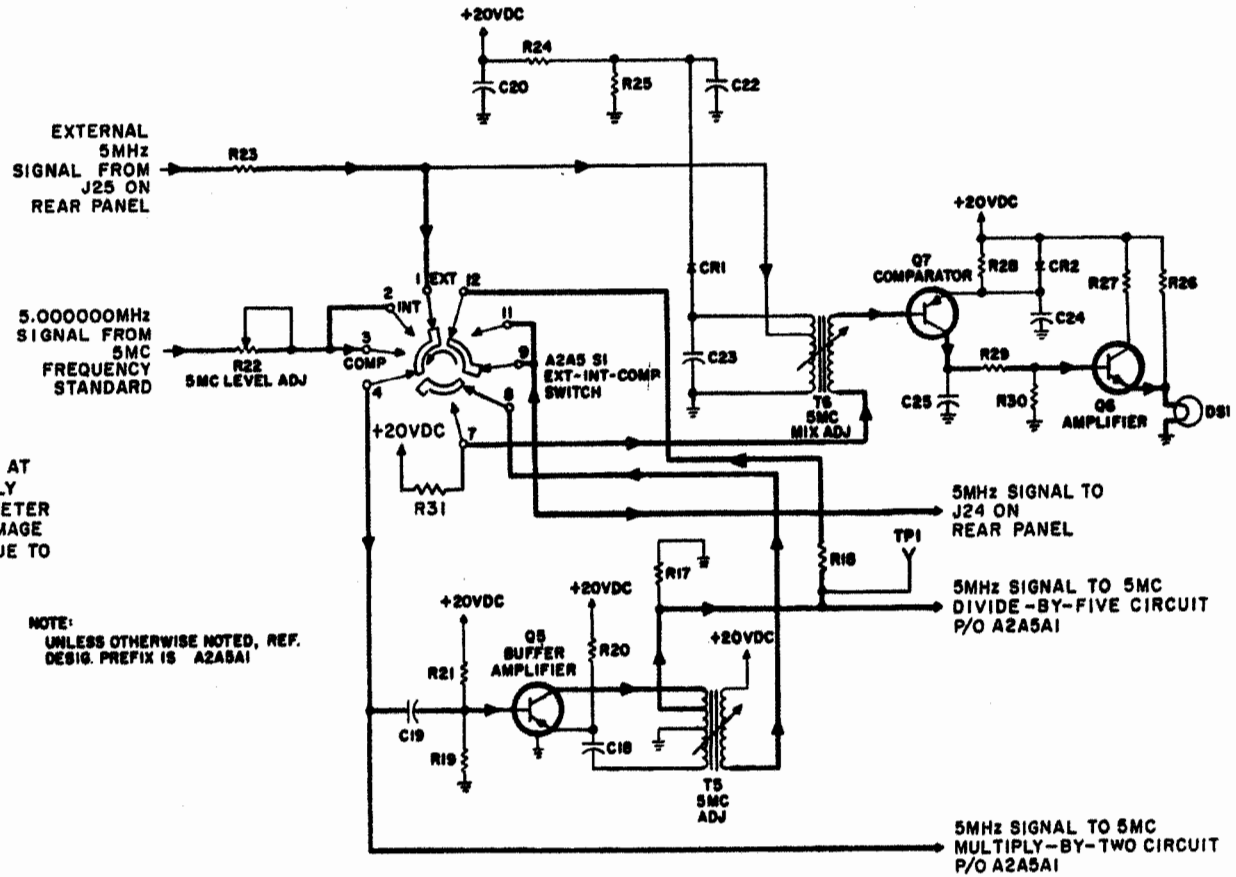 +20VDC
R24
C20
R25
C22
EXTERNAL
5MHz
SIGNAL FROM
J25 ON
REAR PANEL
R23
+20VDC
Q7
COMPARATOR
R28
CR2
R27
R26
C24
CR1
1 EXT 12
2 INT
11
3
COMP
9
4
8
7
A2A5 S1
EXT-INT-COMP
SWITCH
5.000000MHz
SIGNAL FROM
5MC
FREQUENCY
STANDARD
R22
5MC LEVEL ADJ
C23
T6
5MC
MIX ADJ
R29
C25
R30
Q6
AMPLIFIER
DS1
+20VDC
R31
AT
LY
ETER
MAGE
UE TO
5MHz SIGNAL TO
J24 ON
REAR PANEL
TP1
R18
R17
5MHz SIGNAL TO 5MC
DIVIDE-BY-FIVE CIRCUIT
P/O A2A5A1
NOTE:
UNLESS OTHERWISE NOTED, REF.
DESIG. PREFIX IS A2A5A1
+20VDC
R21
Q5
BUFFER
AMPLIFIER
+20VDC
R20
+20VDC
C19
R19
C18
T5
5MC
ADJ
5MHz SIGNAL TO 5MC
MULTIPLY-BY-TWO CIRCUIT
P/O A2A5A1